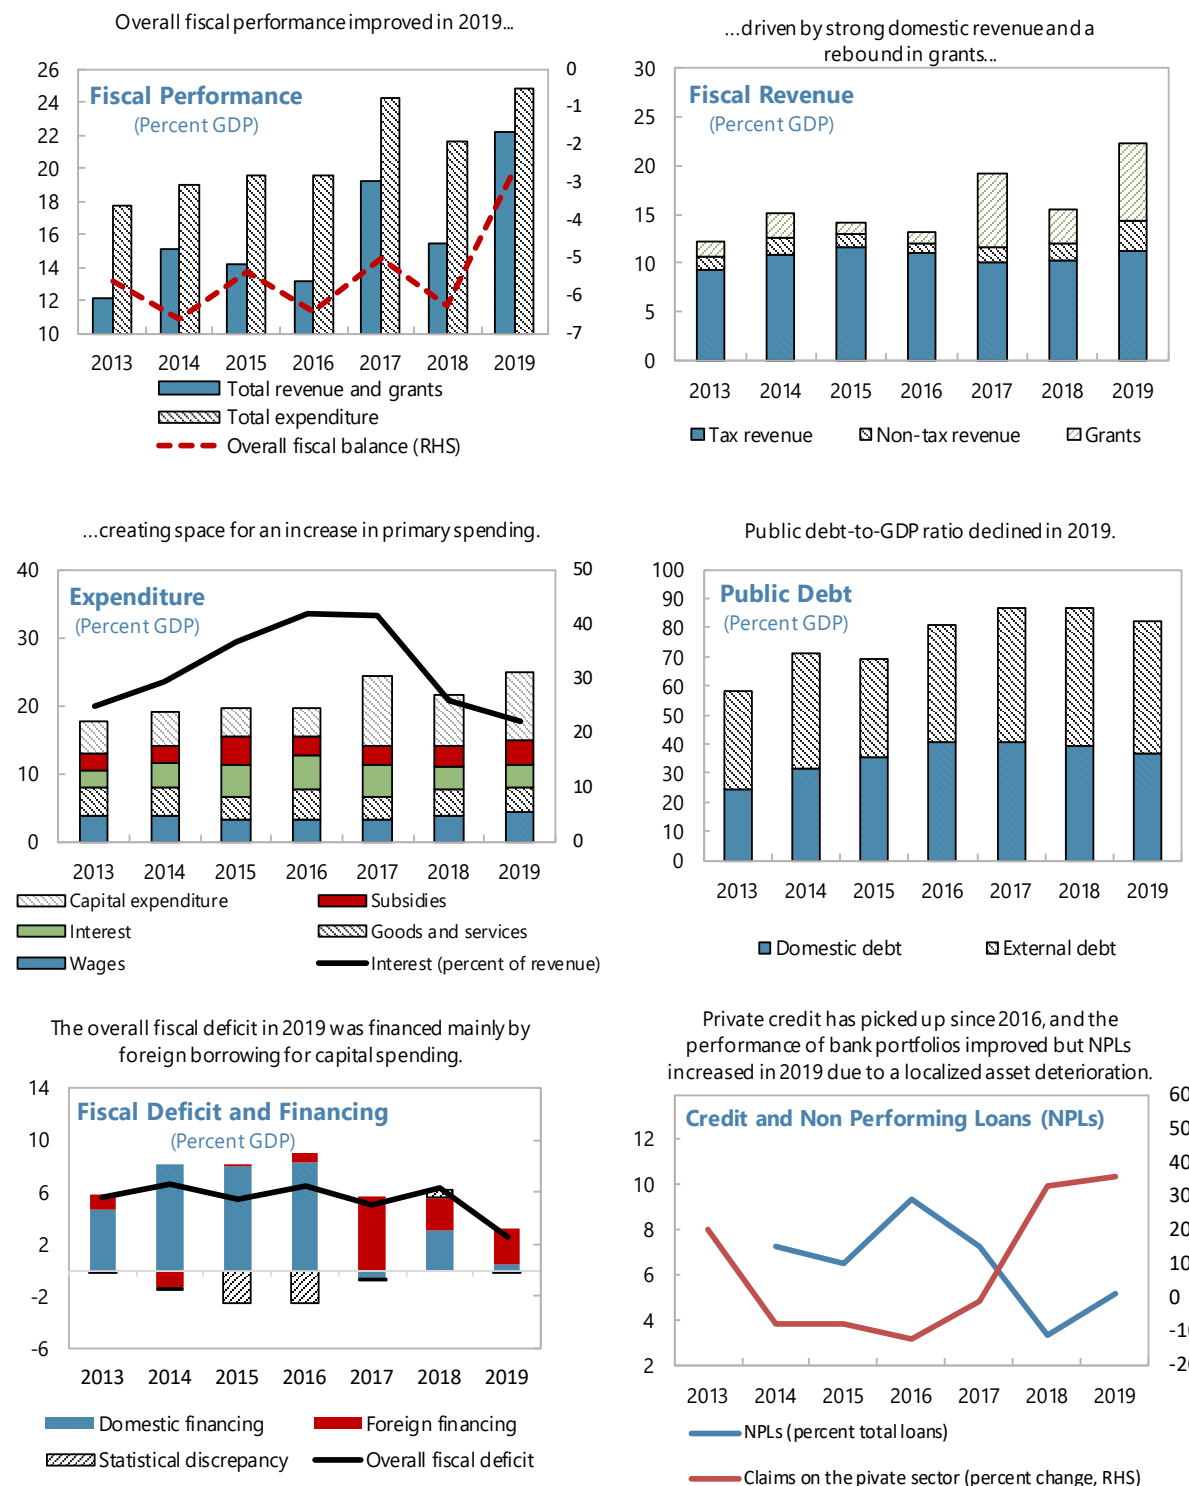 Overall fiscal performance improved in 2019...
Fiscal Performance
(Percent GDP)
26
24
22
20
18
16
14
12
10
0
-1
-2
-3
-4
-5
-6
-7
2013 2014 2015 2016 2017 2018 2019
Total revenue and grants
Total expenditure
Overall fiscal balance (RHS)
...driven by strong domestic revenue and a
rebound in grants...
Fiscal Revenue
(Percent GDP)
30
25
20
15
10
5
0
2013 2014 2015 2016 2017 2018 2019
Tax revenue Non-tax revenue Grants
...creating space for an increase in primary spending.
Expenditure
(Percent GDP)
40
30
20
10
0
50
40
30
20
10
0
2013 2014 2015 2016 2017 2018 2019
Capital expenditure Subsidies
Interest Goods and services
Wages Interest (percent of revenue)
Public debt-to-GDP ratio declined in 2019.
Public Debt
(Percent GDP)
100
90
80
70
60
50
40
30
20
10
0
2013 2014 2015 2016 2017 2018 2019
Domestic debt External debt
The overall fiscal deficit in 2019 was financed mainly by
foreign borrowing for capital spending.
Fiscal Deficit and Financing
(Percent GDP)
14
10
6
2
-2
-6
2013 2014 2015 2016 2017 2018 2019
Domestic financing Foreign financing
Statistical discrepancy Overall fiscal deficit
Private credit has picked up since 2016, and the
performance of bank portfolios improved but NPLs
increased in 2019 due to a localized asset deterioration.
Credit and Non Performing Loans (NPLs)
12
10
8
6
4
2
60
50
40
30
20
10
0
-10
-20
2013 2014 2015 2016 2017 2018 2019
NPLs (percent total loans)
Claims on the pivate sector (percent change, RHS)